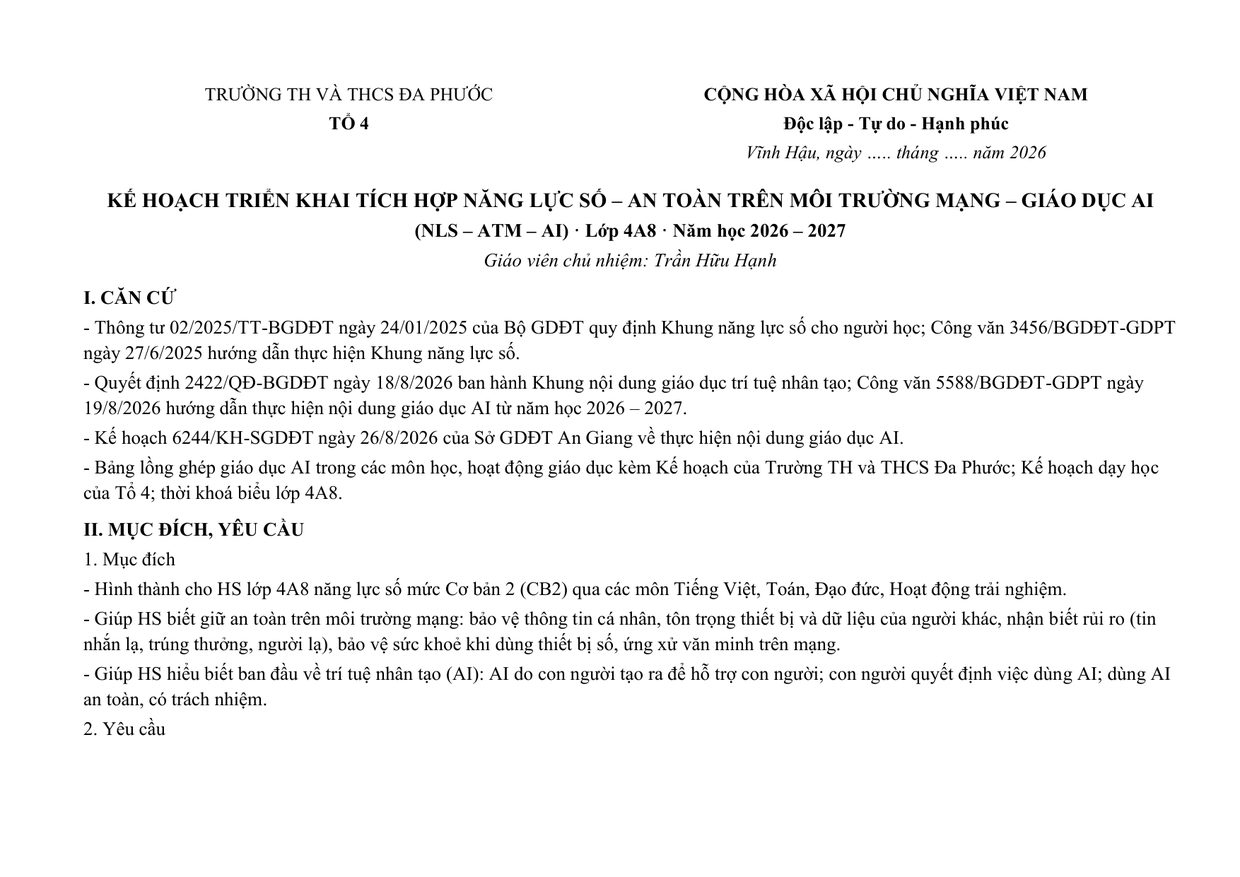 TRƯỜNG TH VÀ THCS ĐA PHƯỚC
TỔ 4
CỘNG HÒA XÃ HỘI CHỦ NGHĨA VIỆT NAM
Độc lập - Tự do - Hạnh phúc
Vĩnh Hậu, ngày ….. tháng ….. năm 2026
KẾ HOẠCH TRIỂN KHAI TÍCH HỢP NĂNG LỰC SỐ – AN TOÀN TRÊN MÔI TRƯỜNG MẠNG – GIÁO DỤC AI
(NLS – ATM – AI) · Lớp 4A8 · Năm học 2026 – 2027
Giáo viên chủ nhiệm: Trần Hữu Hạnh
I. CĂN CỨ
- Thông tư 02/2025/TT-BGDĐT ngày 24/01/2025 của Bộ GDĐT quy định Khung năng lực số cho người học; Công văn 3456/BGDĐT-GDPT
ngày 27/6/2025 hướng dẫn thực hiện Khung năng lực số.
- Quyết định 2422/QĐ-BGDĐT ngày 18/8/2026 ban hành Khung nội dung giáo dục trí tuệ nhân tạo; Công văn 5588/BGDĐT-GDPT ngày
19/8/2026 hướng dẫn thực hiện nội dung giáo dục AI từ năm học 2026 – 2027.
- Kế hoạch 6244/KH-SGDĐT ngày 26/8/2026 của Sở GDĐT An Giang về thực hiện nội dung giáo dục AI.
- Bảng lồng ghép giáo dục AI trong các môn học, hoạt động giáo dục kèm Kế hoạch của Trường TH và THCS Đa Phước; Kế hoạch dạy học
của Tổ 4; thời khoá biểu lớp 4A8.
II. MỤC ĐÍCH, YÊU CẦU
1. Mục đích
- Hình thành cho HS lớp 4A8 năng lực số mức Cơ bản 2 (CB2) qua các môn Tiếng Việt, Toán, Đạo đức, Hoạt động trải nghiệm.
- Giúp HS biết giữ an toàn trên môi trường mạng: bảo vệ thông tin cá nhân, tôn trọng thiết bị và dữ liệu của người khác, nhận biết rủi ro (tin
nhắn lạ, trúng thưởng, người lạ), bảo vệ sức khoẻ khi dùng thiết bị số, ứng xử văn minh trên mạng.
- Giúp HS hiểu biết ban đầu về trí tuệ nhân tạo (AI): AI do con người tạo ra để hỗ trợ con người; con người quyết định việc dùng AI; dùng AI
an toàn, có trách nhiệm.
2. Yêu cầu